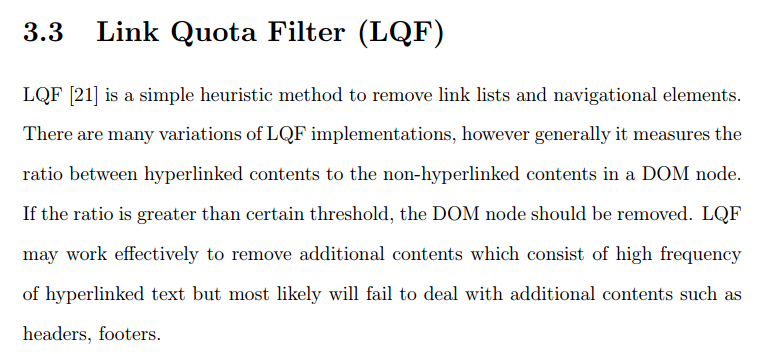 3.3 Link Quota Filter (LQF)
LQF [21] is a simple heuristic method to remove link lists and navigational elements.
There are many variations of LQF implementations, however generally it measures the
ratio between hyperlinked contents to the non-hyperlinked contents in a DOM node.
If the ratio is greater than certain threshold, the DOM node should be removed. LQF
may work effectively to remove additional contents which consist of high frequency
of hyperlinked text but most likely will fail to deal with additional contents such as
headers, footers.